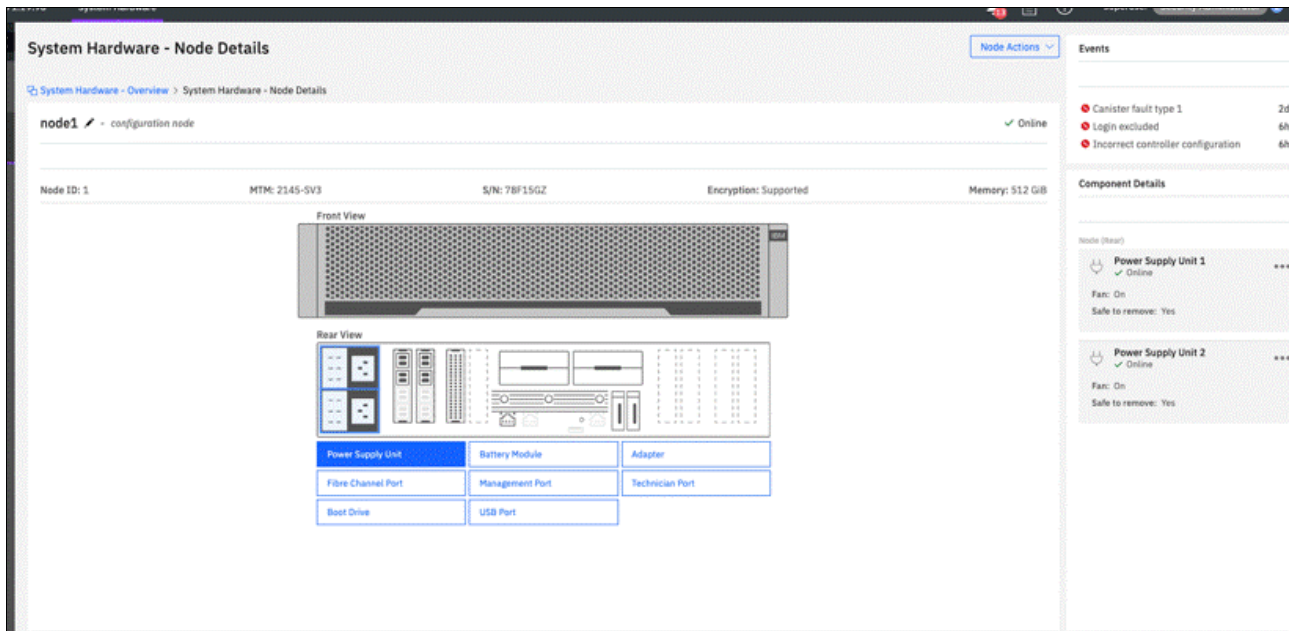 System Hardware
System Hardware - Node Details
Node Actions
System Hardware - Overview > System Hardware - Node Details
node1 - configuration node
Online
Node ID: 1 MTM: 2145-SV3 S/N: 78F15GZ Encryption: Supported Memory: 512 GiB
Front View
IBM
Rear View
Power Supply Unit Battery Module Adapter
Fibre Channel Port Management Port Technician Port
Boot Drive USB Port
Events
Canister fault type 1 2d
Login excluded 6h
Incorrect controller configuration 6h
Component Details
Node (Rear)
Power Supply Unit 1
Online
Fan: On
Safe to remove: Yes
Power Supply Unit 2
Online
Fan: On
Safe to remove: Yes